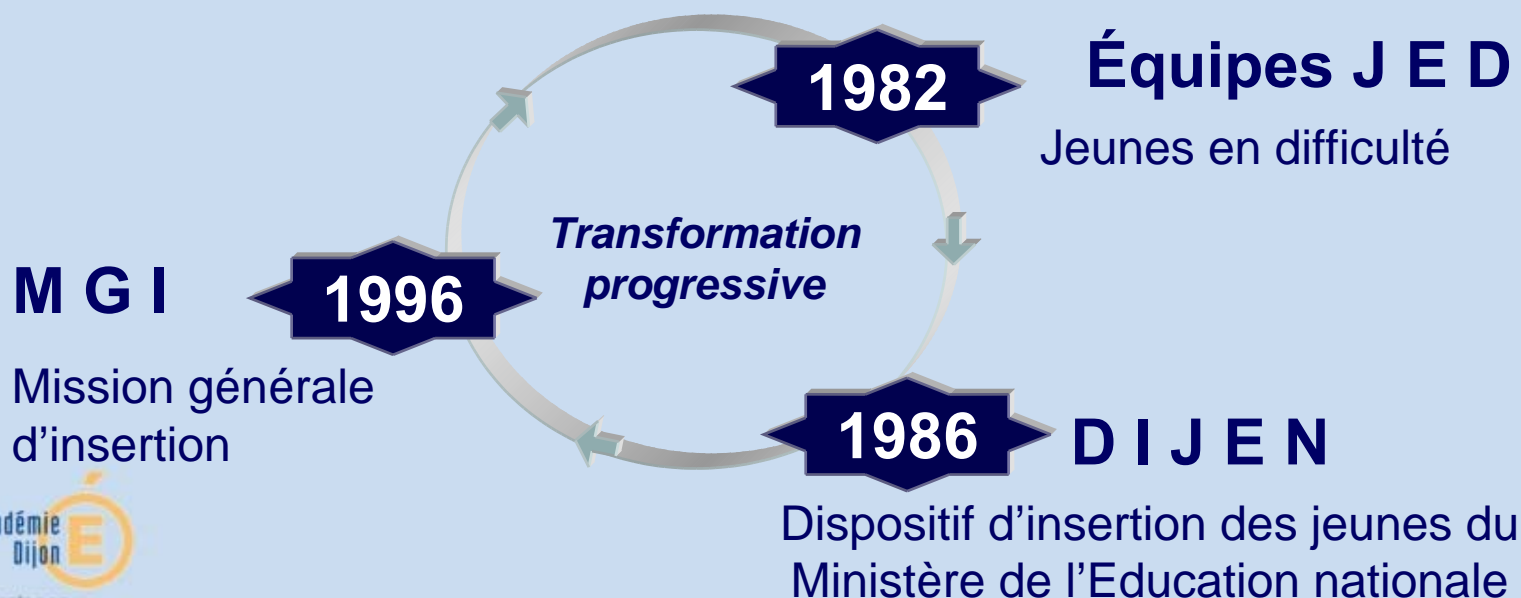 1982
Équipes J E D
Jeunes en difficulté
Transformation
progressive
M G I
1996
Mission générale
d’insertion
1986
D I J E N
Dispositif d’insertion des jeunes du
Ministère de l’Education nationale
Dijon